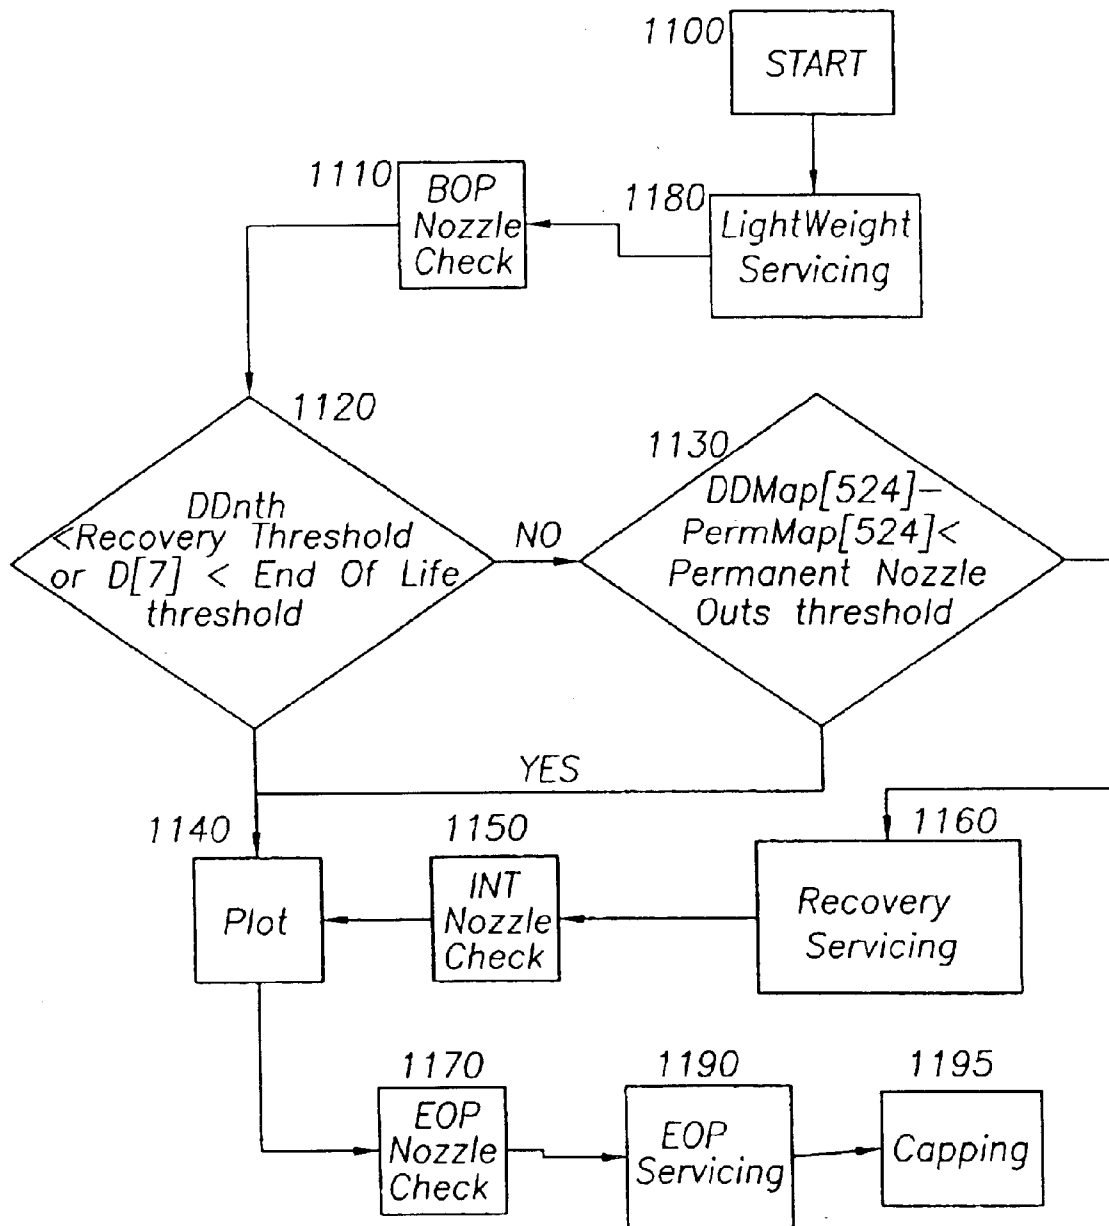 1100
START
1110
BOP
Nozzle
Check
1180
LightWeight
Servicing
1120
DDnth
<Recovery Threshold
or D[7] < End Of Life
threshold
NO
1130
DDMap[524]-
PermMap[524]<
Permanent Nozzle
Outs threshold
YES
1140
Plot
1150
INT
Nozzle
Check
1160
Recovery
Servicing
1170
EOP
Nozzle
Check
1190
EOP
Servicing
1195
Capping